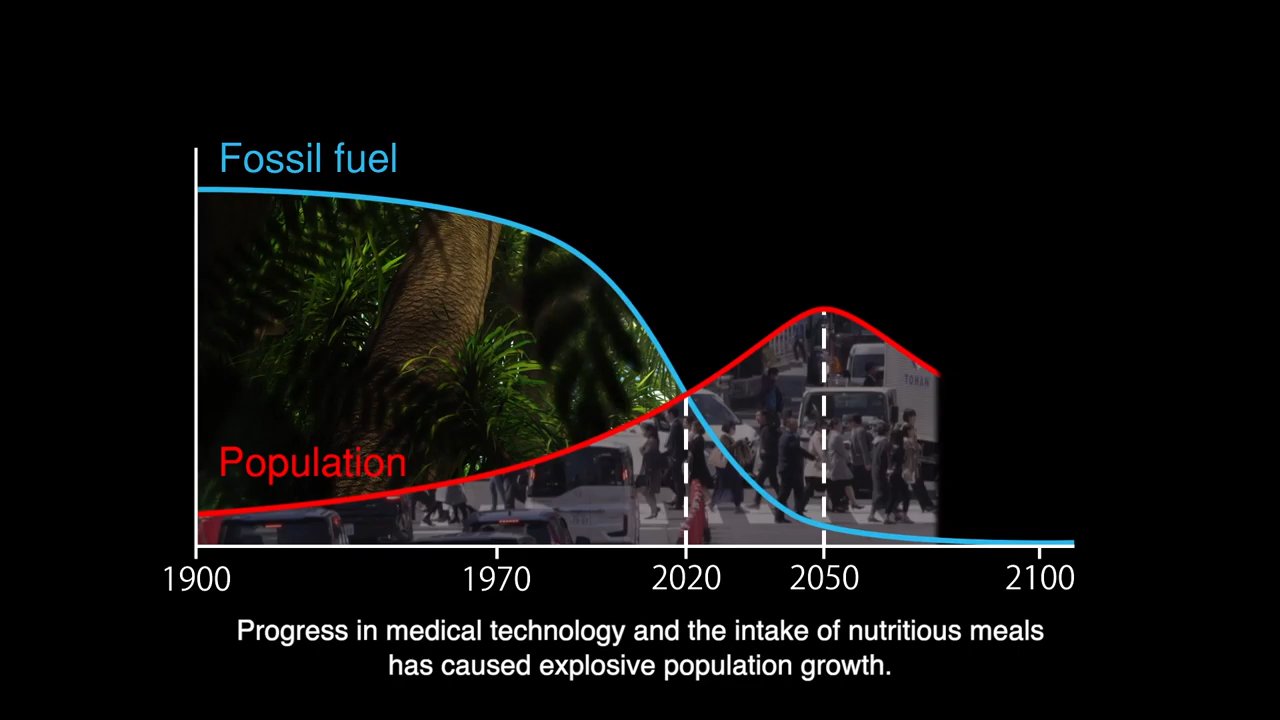 Fossil fuel
Population
TONAN
1900 1970 2020 2050 2100
Progress in medical technology and the intake of nutritious meals
has caused explosive population growth.